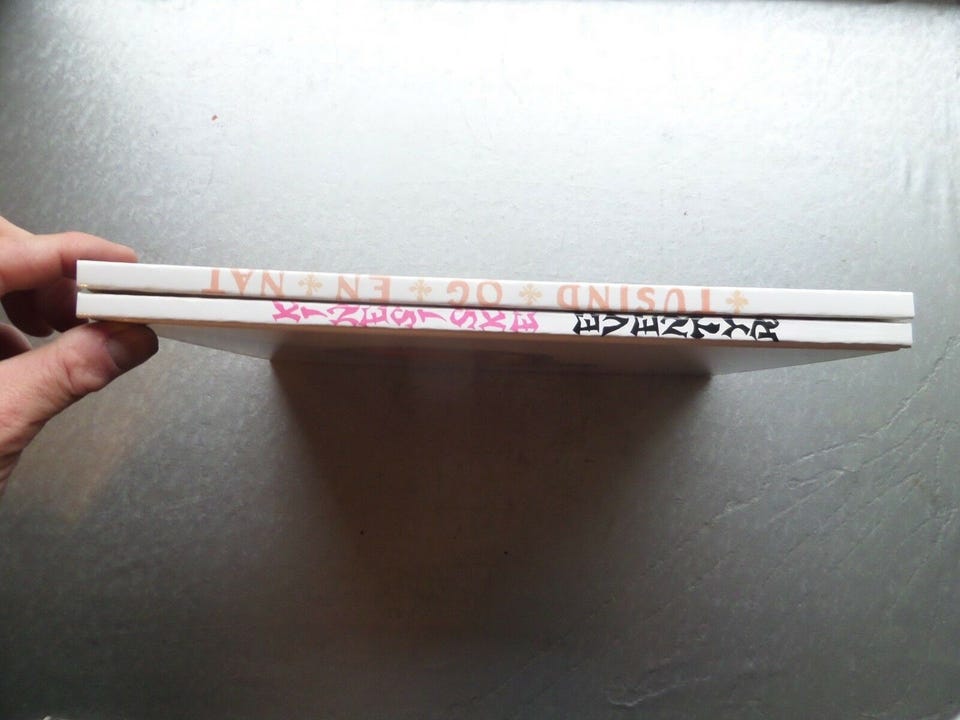 TUSIND ✤ OG ✤ EN ✤ NAT ✤
KINESISKE EVENTYR